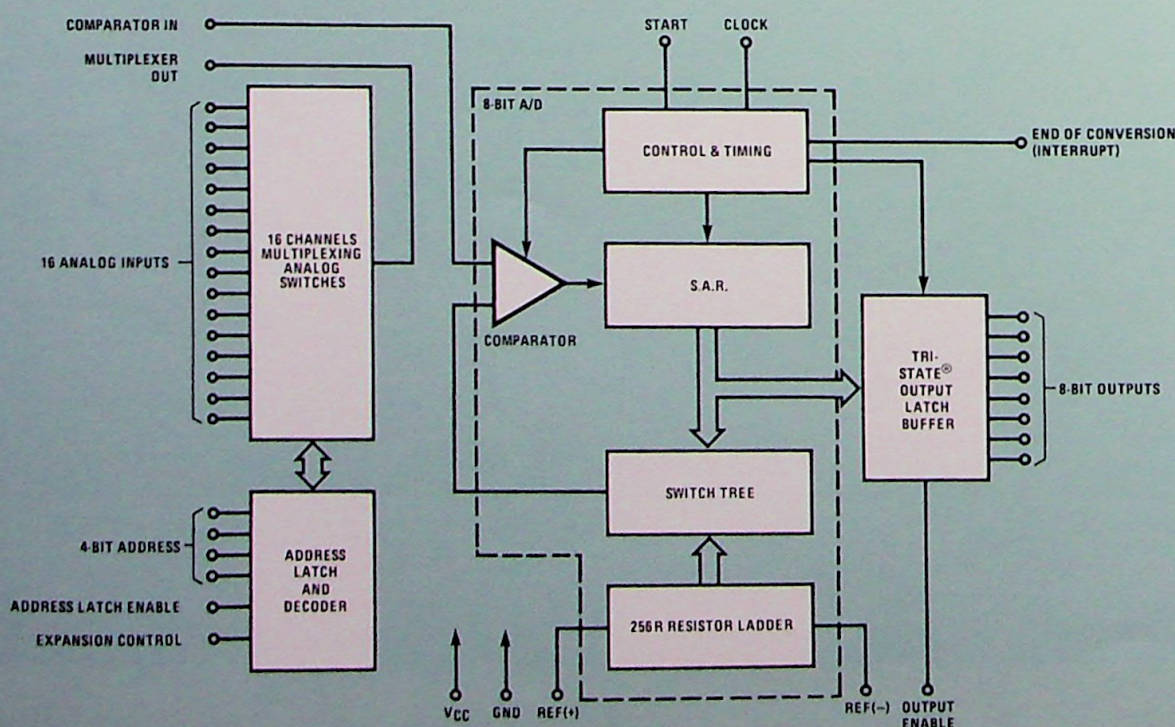 COMPARATOR IN
MULTIPLEXER
OUT
START
CLOCK
8-BIT A/D
CONTROL & TIMING
END OF CONVERSION
(INTERRUPT)
16 ANALOG INPUTS
16 CHANNELS
MULTIPLEXING
ANALOG
SWITCHES
S.A.R.
COMPARATOR
TRI-
STATE®
OUTPUT
LATCH
BUFFER
8-BIT OUTPUTS
SWITCH TREE
4-BIT ADDRESS
ADDRESS
LATCH
AND
DECODER
ADDRESS LATCH ENABLE
EXPANSION CONTROL
256R RESISTOR LADDER
VCC
GND
REF(+)
REF(−)
OUTPUT
ENABLE